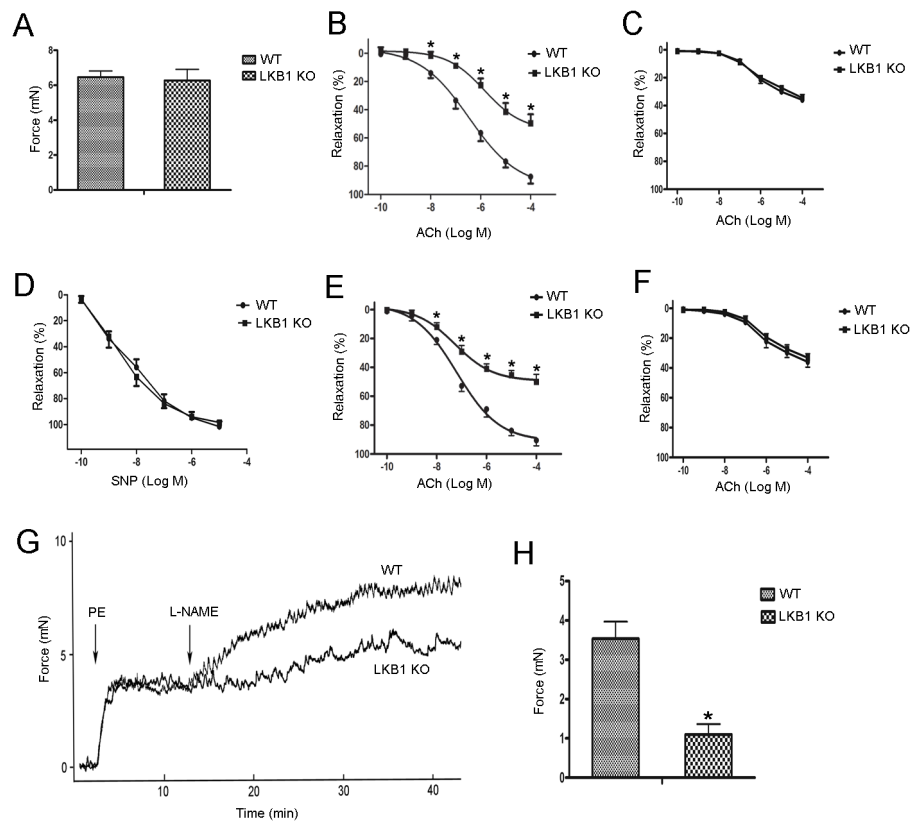 A
8
6
4
2
0
Force (mN)
WT
LKB1 KO
B
0
20
40
60
80
100
Relaxation (%)
* * * * *
WT
LKB1 KO
-10 -8 -6 -4
ACh (Log M)
C
0
20
40
60
80
100
Relaxation (%)
WT
LKB1 KO
-10 -8 -6 -4
ACh (Log M)
D
0
20
40
60
80
100
Relaxation (%)
WT
LKB1 KO
-10 -8 -6 -4
SNP (Log M)
E
0
20
40
60
80
100
Relaxation (%)
* * * * *
WT
LKB1 KO
-10 -8 -6 -4
ACh (Log M)
F
0
20
40
60
80
100
Relaxation (%)
WT
LKB1 KO
-10 -8 -6 -4
ACh (Log M)
G
10
5
0
Force (mN)
PE
L-NAME
WT
LKB1 KO
10 20 30 40
Time (min)
H
5
4
3
2
1
0
Force (mN)
*
WT
LKB1 KO